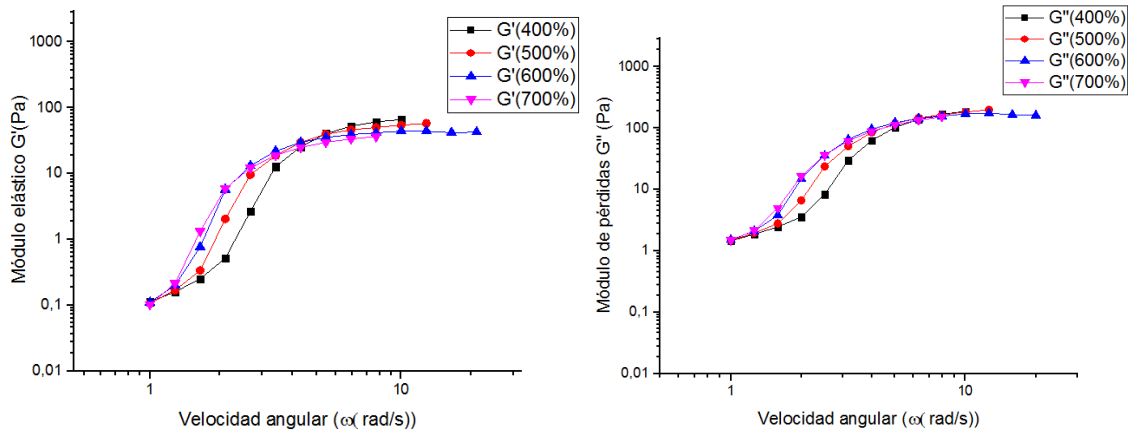 G'(400%)
G'(500%)
G'(600%)
G'(700%)
1000
100
10
1
0,1
0,01
Módulo elástico G'(Pa)
1
10
Velocidad angular (ω( rad/s))
G''(400%)
G''(500%)
G''(600%)
G''(700%)
1000
100
10
1
0,1
0,01
Módulo de pérdidas G'' (Pa)
1
10
Velocidad angular (ω( rad/s))